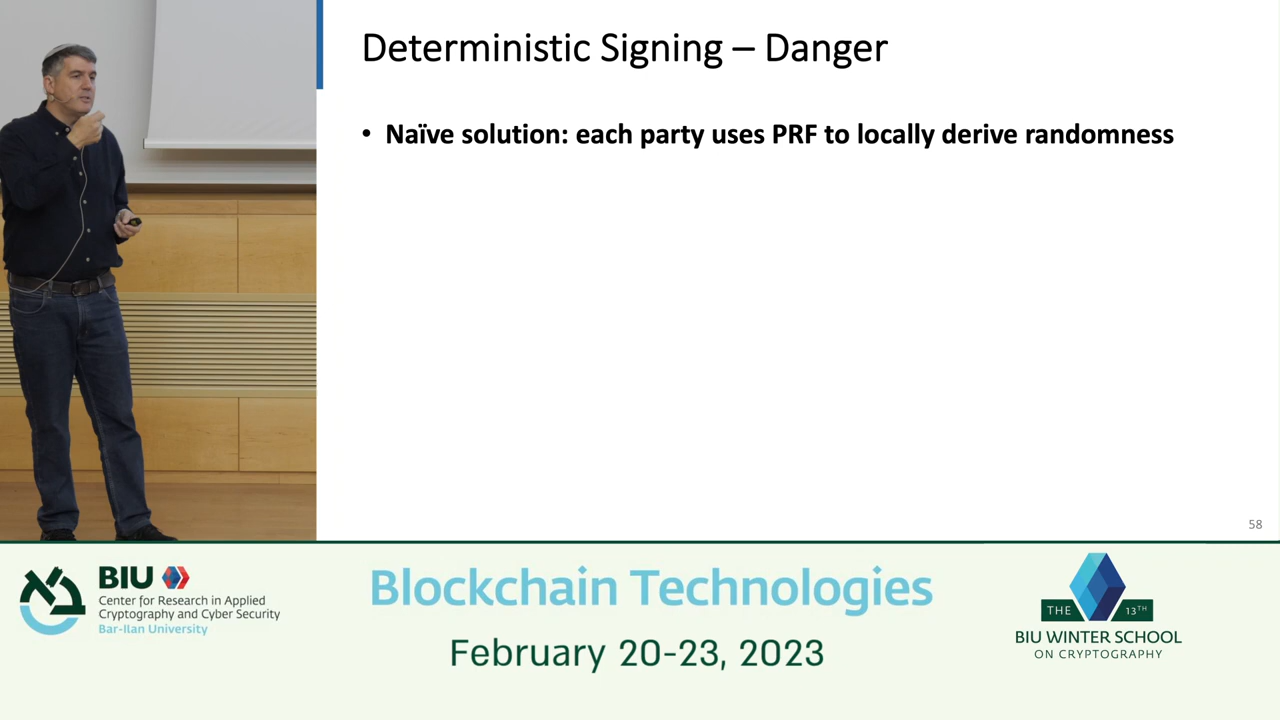 Deterministic Signing – Danger
• Naïve solution: each party uses PRF to locally derive randomness
58
BIU
Center for Research in Applied
Cryptography and Cyber Security
Bar-Ilan University
Blockchain Technologies
February 20-23, 2023
THE 13TH
BIU WINTER SCHOOL
ON CRYPTOGRAPHY